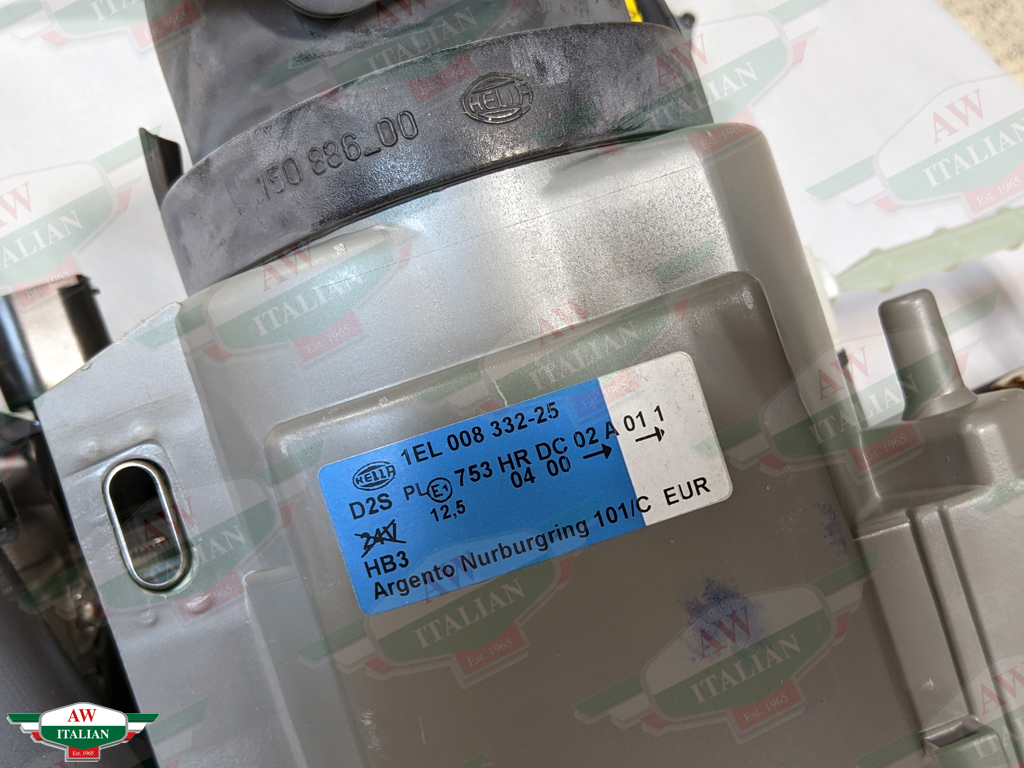 HELLA
150 886_00
HELLA
1EL 008 332-25
D2S PL E1 753 HR DC 02 A 01 1
12,5 04 00 → →
24V
HB3
Argento Nurburgring 101/C EUR
AW
ITALIAN
Est. 1965